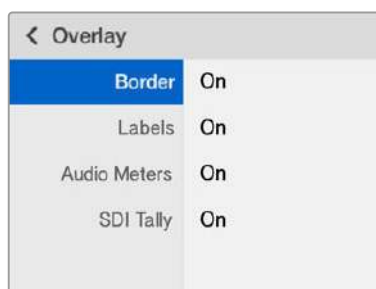 < Overlay
Border On
Labels On
Audio Meters On
SDI Tally On